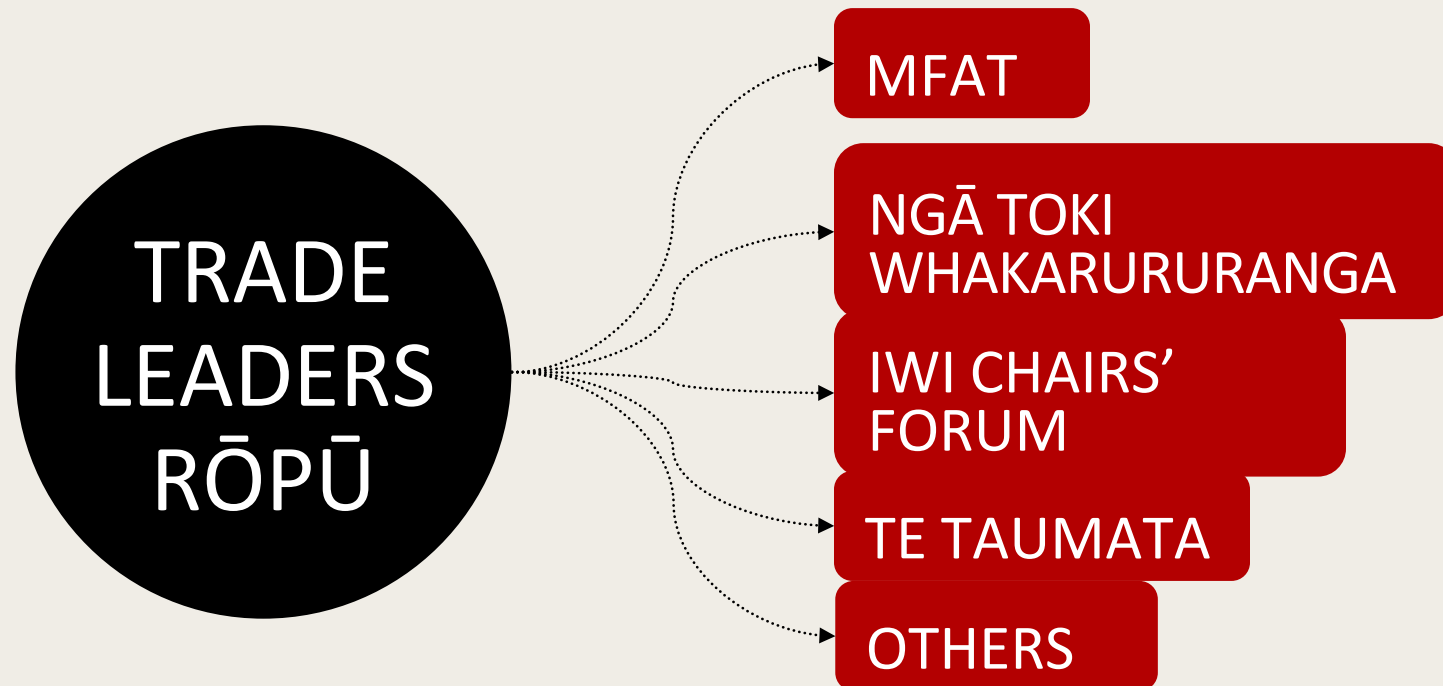 TRADE
LEADERS
RŌPŪ
MFAT
NGĀ TOKI
WHAKARURURANGA
IWI CHAIRS’
FORUM
TE TAUMATA
OTHERS